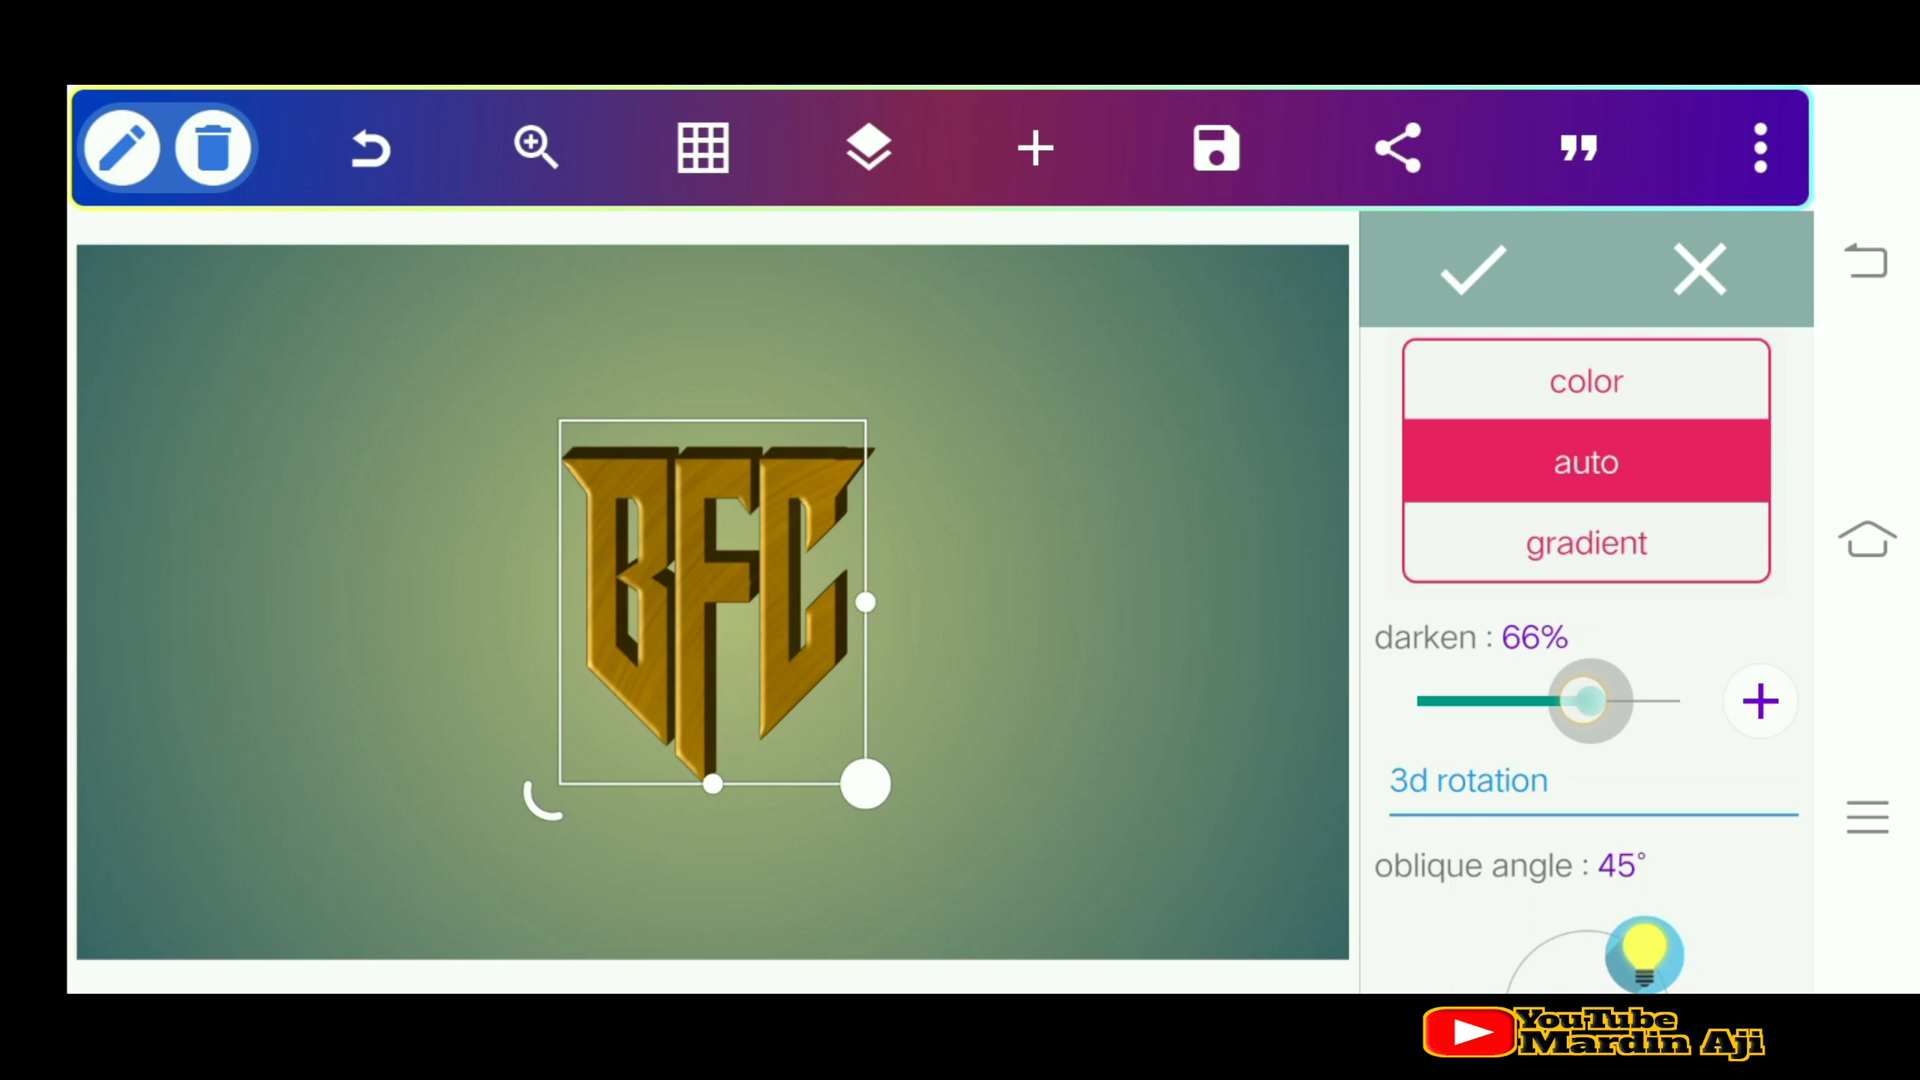 BFC
color
auto
gradient
darken : 66%
3d rotation
oblique angle : 45°
YouTube
Mardin Aji